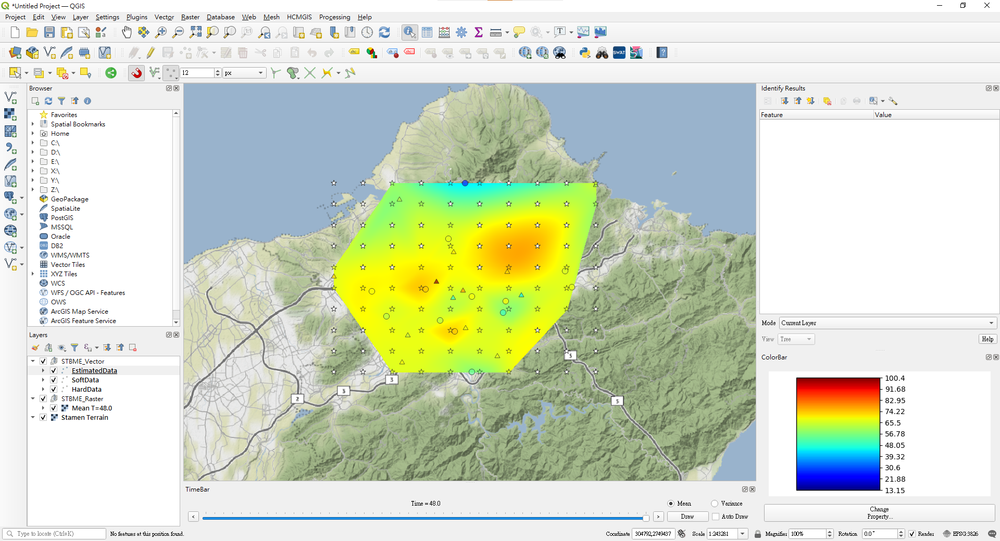 *Untitled Project — QGIS
Project Edit View Layer Settings Plugins Vector Raster Database Web Mesh HCMGIS Processing Help
12 px
Browser
Favorites
Spatial Bookmarks
Home
C:\
D:\
E:\
X:\
Y:\
Z:\
GeoPackage
SpatiaLite
PostGIS
MSSQL
Oracle
DB2
WMS/WMTS
Vector Tiles
XYZ Tiles
WCS
WFS / OGC API - Features
OWS
ArcGIS Map Service
ArcGIS Feature Service
Layers
STBME_Vector
EstimatedData
SoftData
HardData
STBME_Raster
Mean T=48.0
Stamen Terrain
5
3
3
2
5
TimeBar
Time = 48.0
Mean
Variance
<
>
Draw
Auto Draw
Identify Results
Feature Value
Mode Current Layer
View Tree Help
ColorBar
100.4
91.68
82.95
74.22
65.5
56.78
48.05
39.32
30.6
21.88
13.15
Change
Property...
Type to locate (Ctrl+K) No features at this position found. Coordinate 304792,2749437 Scale 1:243281 Magnifier 100% Rotation 0.0 ° Render EPSG:3826